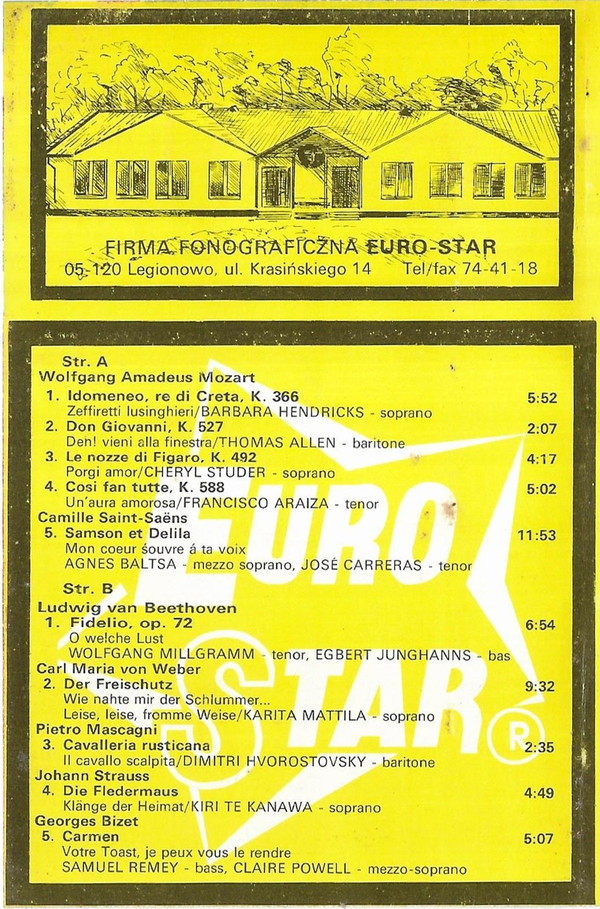 FIRMA FONOGRAFICZNA EURO-STAR
05-120 Legionowo, ul. Krasińskiego 14 Tel/fax 74-41-18
Str. A
Wolfgang Amadeus Mozart
1. Idomeneo, re di Creta, K. 366 5:52
Zeffiretti lusinghieri/BARBARA HENDRICKS - soprano
2. Don Giovanni, K. 527 2:07
Den! vieni alla finestra/THOMAS ALLEN - baritone
3. Le nozze di Figaro, K. 492 4:17
Porgi amor/CHERYL STUDER - soprano
4. Cosi fan tutte, K. 588 5:02
Un'aura amorosa/FRANCISCO ARAIZA - tenor
Camille Saint-Saëns
5. Samson et Delila 11:53
Mon coeur śouvre á ta voix
AGNES BALTSA - mezzo soprano, JOSÉ CARRERAS - tenor
Str. B
Ludwig van Beethoven
1. Fidelio, op. 72 6:54
O welche Lust
WOLFGANG MILLGRAMM - tenor, EGBERT JUNGHANNS - bas
Carl Maria von Weber
2. Der Freischutz 9:32
Wie nahte mir der Schlummer...
Leise, leise, fromme Weise/KARITA MATTILA - soprano
Pietro Mascagni
3. Cavalleria rusticana 2:35
Il cavallo scalpita/DIMITRI HVOROSTOVSKY - baritone
Johann Strauss
4. Die Fledermaus 4:49
Klänge der Heimat/KIRI TE KANAWA - soprano
Georges Bizet
5. Carmen 5:07
Votre Toast, je peux vous le rendre
SAMUEL REMEY - bass, CLAIRE POWELL - mezzo-soprano
EURO
STAR ®